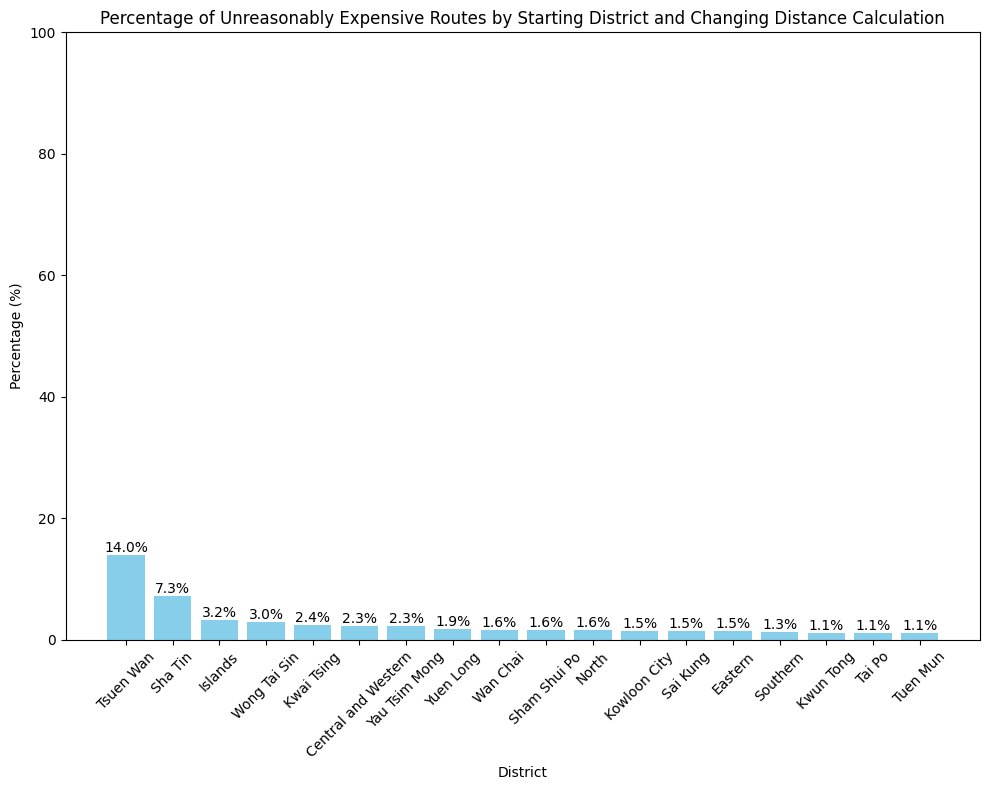 Percentage of Unreasonably Expensive Routes by Starting District and Changing Distance Calculation
Percentage (%)
100
80
60
40
20
0
14.0%
7.3%
3.2%
3.0%
2.4%
2.3%
2.3%
1.9%
1.6%
1.6%
1.6%
1.5%
1.5%
1.5%
1.3%
1.1%
1.1%
1.1%
Tsuen Wan
Sha Tin
Islands
Wong Tai Sin
Kwai Tsing
Central and Western
Yau Tsim Mong
Yuen Long
Wan Chai
Sham Shui Po
North
Kowloon City
Sai Kung
Eastern
Southern
Kwun Tong
Tai Po
Tuen Mun
District